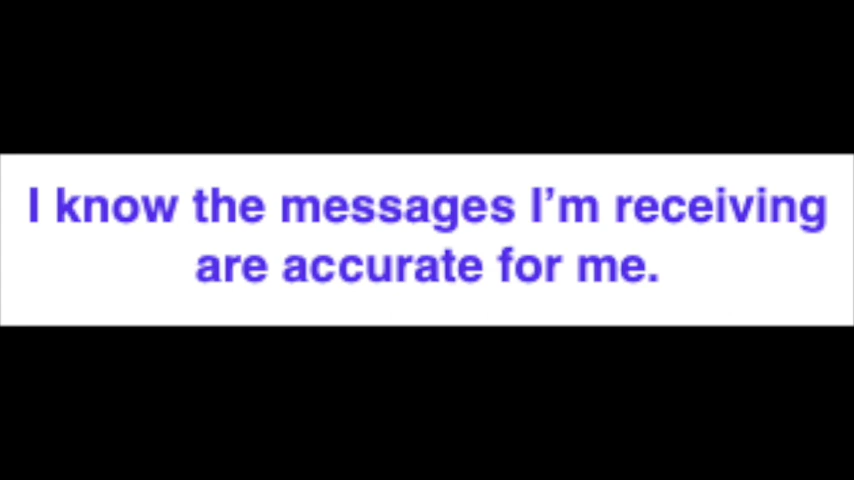 I know the messages I’m receiving
are accurate for me.